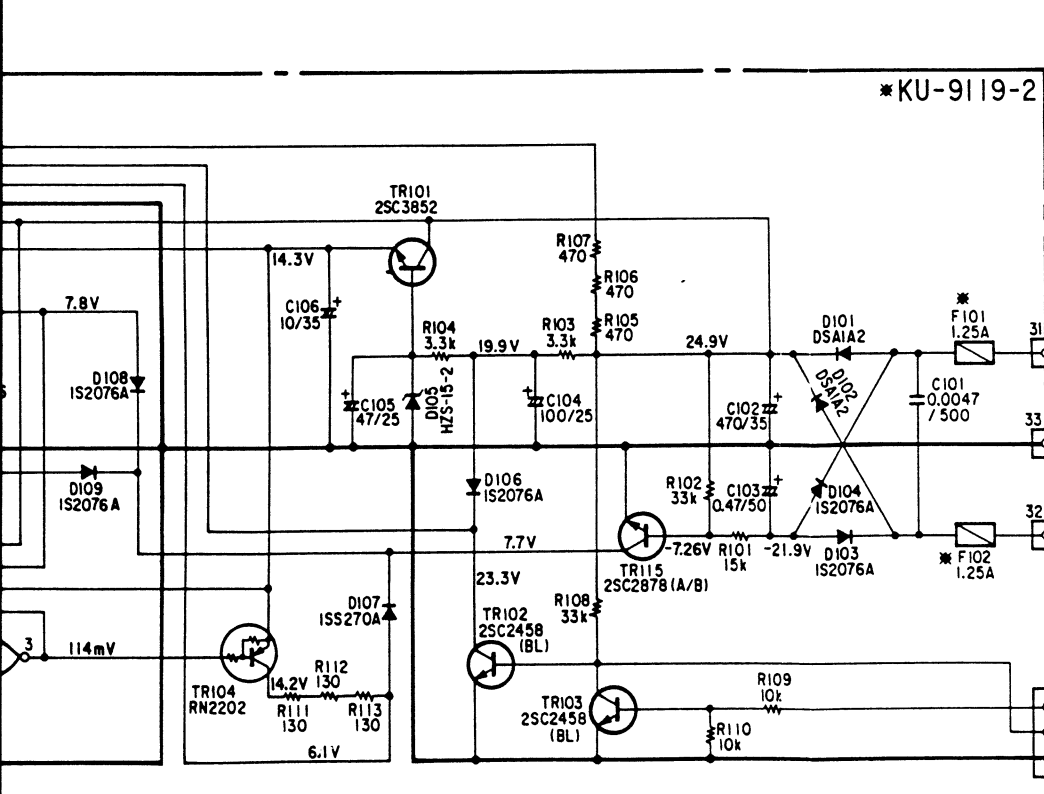 ※KU-9119-2
TR101
2SC3852
14.3V
R107
470
R106
470
R105
470
※
F101
1.25A
31
7.8V
C106
10/35
+
R104
3.3k
19.9V
R103
3.3k
24.9V
D101
DSA1A2
D102
DSA1A2
D108
1S2076A
C105
47/25
+
D105
HZS-15-2
C104
100/25
+
C102
470/35
+
C101
0.0047
/500
33
D109
1S2076A
D106
1S2076A
R102
33k
C103
0.47/50
+
D104
1S2076A
32
7.7V
TR115
2SC2878(A/B)
-7.26V
R101
15k
-21.9V
D103
1S2076A
※F102
1.25A
23.3V
D107
1SS270A
R108
33k
TR102
2SC2458
(BL)
3
114mV
TR104
RN2202
14.2V
R112
130
R111
130
R113
130
TR103
2SC2458
(BL)
R109
10k
R110
10k
6.1V